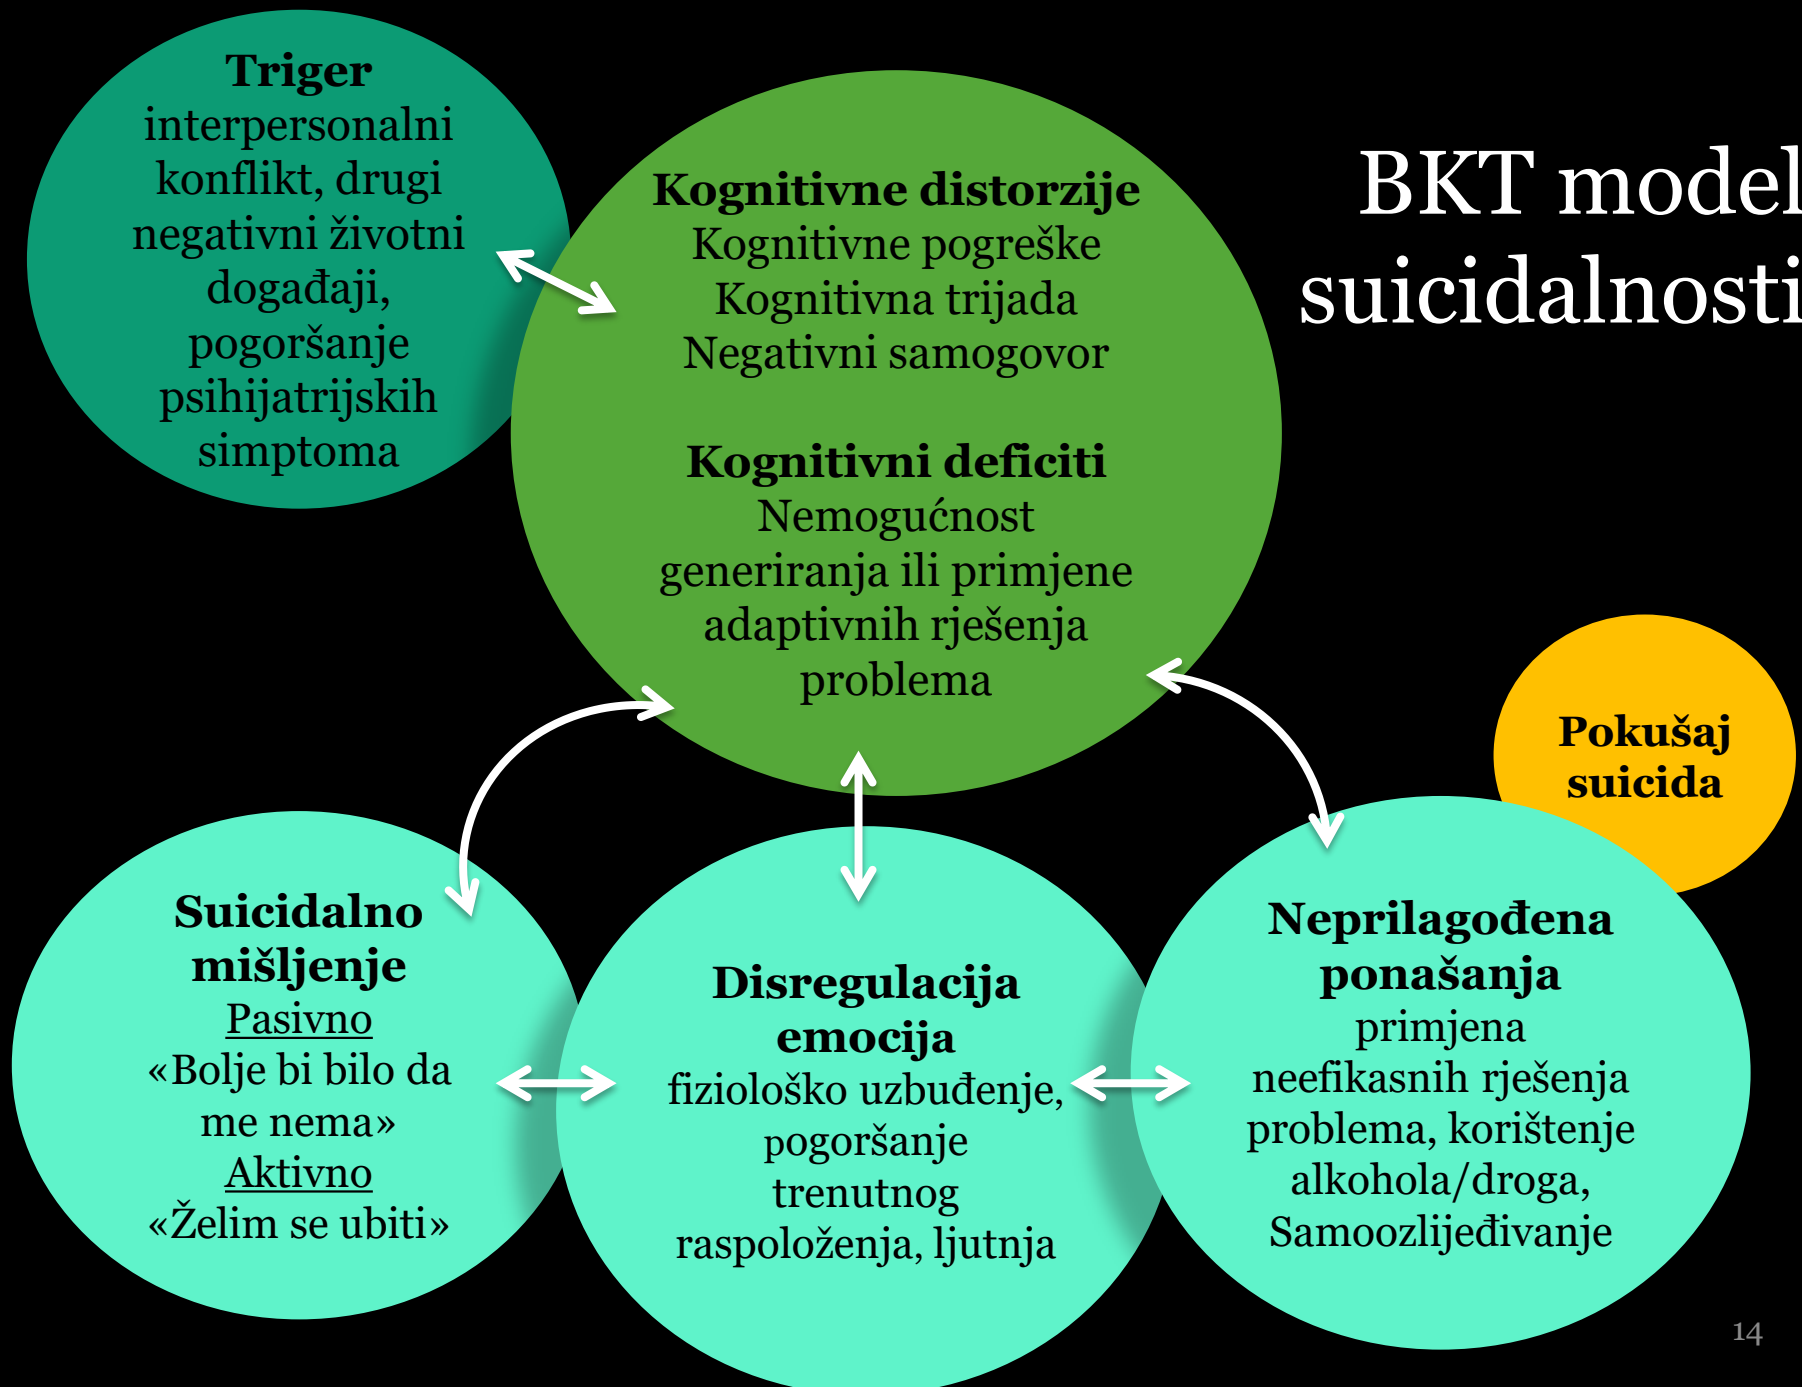 Triger
interpersonalni
konflikt, drugi
negativni životni
događaji,
pogoršanje
psihijatrijskih
simptoma
Kognitivne distorzije
Kognitivne pogreške
Kognitivna trijada
Negativni samogovor
Kognitivni deficiti
Nemogućnost
generiranja ili primjene
adaptivnih rješenja
problema
BKT model
suicidalnosti
Pokušaj
suicida
Suicidalno
mišljenje
Pasivno
«Bolje bi bilo da
me nema»
Aktivno
«Želim se ubiti»
Disregulacija
emocija
fiziološko uzbuđenje,
pogoršanje
trenutnog
raspoloženja, ljutnja
Neprilagođena
ponašanja
primjena
neefikasnih rješenja
problema, korištenje
alkohola/droga,
Samoozlijeđivanje
14